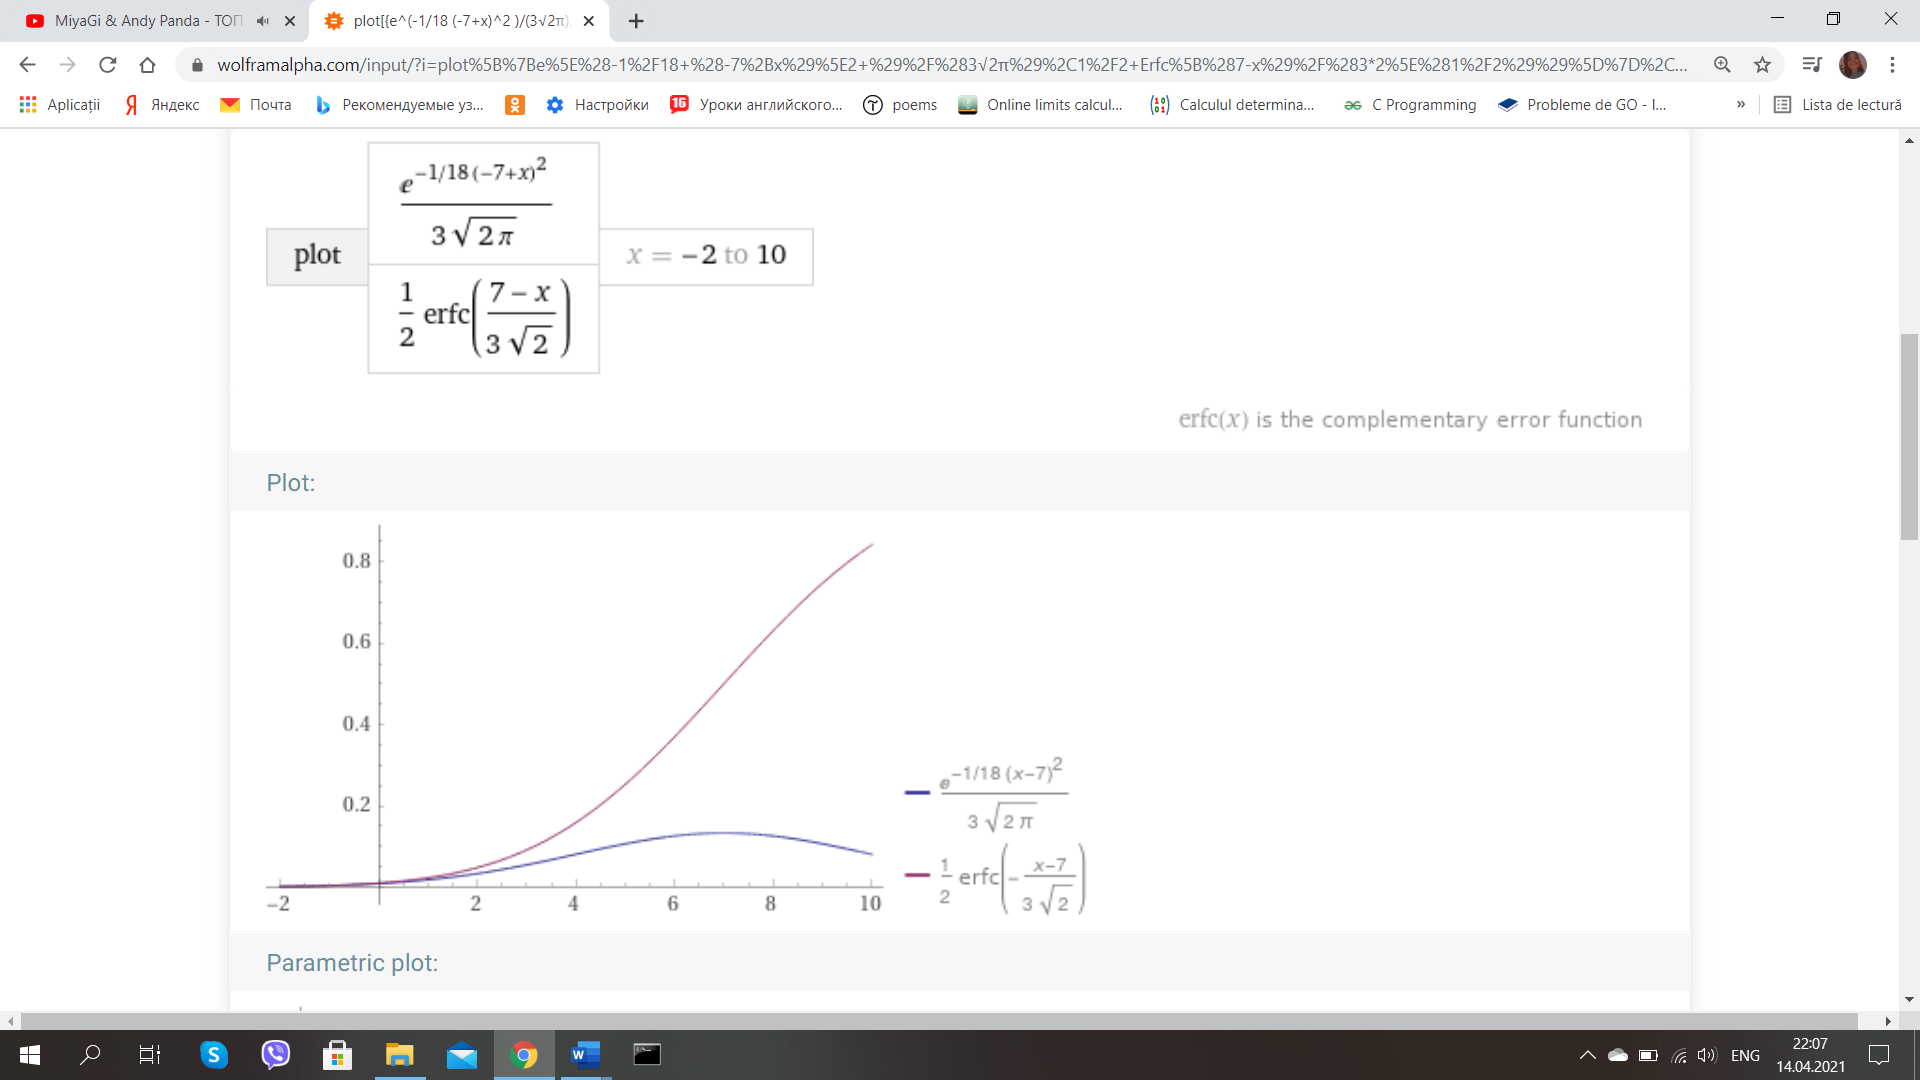 MiyaGi & Andy Panda - ТОП
plot[{e^(-1/18 (-7+x)^2 )/(3√2π)
wolframalpha.com/input/?i=plot%5B%7Be%5E%28-1%2F18+%28-7%2Bx%29%5E2+%29%2F%283√2π%29%2C1%2F2+Erfc%5B%287-x%29%2F%283*2%5E%281%2F2%29%29%5D%7D%2C...
Aplicații Яндекс Почта Рекомендуемые уз... Настройки Уроки английского... poems Online limits calcul... Calculul determina... C Programming Probleme de GO - I... » Lista de lectură
plot
e^−1/18 (−7+x)^2
3 √2 π
1/2 erfc((7 − x)/(3 √2))
x = −2 to 10
erfc(x) is the complementary error function
Plot:
0.8
0.6
0.4
0.2
−2 2 4 6 8 10
e^−1/18 (x−7)^2
3 √2 π
1/2 erfc(−(x−7)/(3 √2))
Parametric plot:
ENG
22:07
14.04.2021